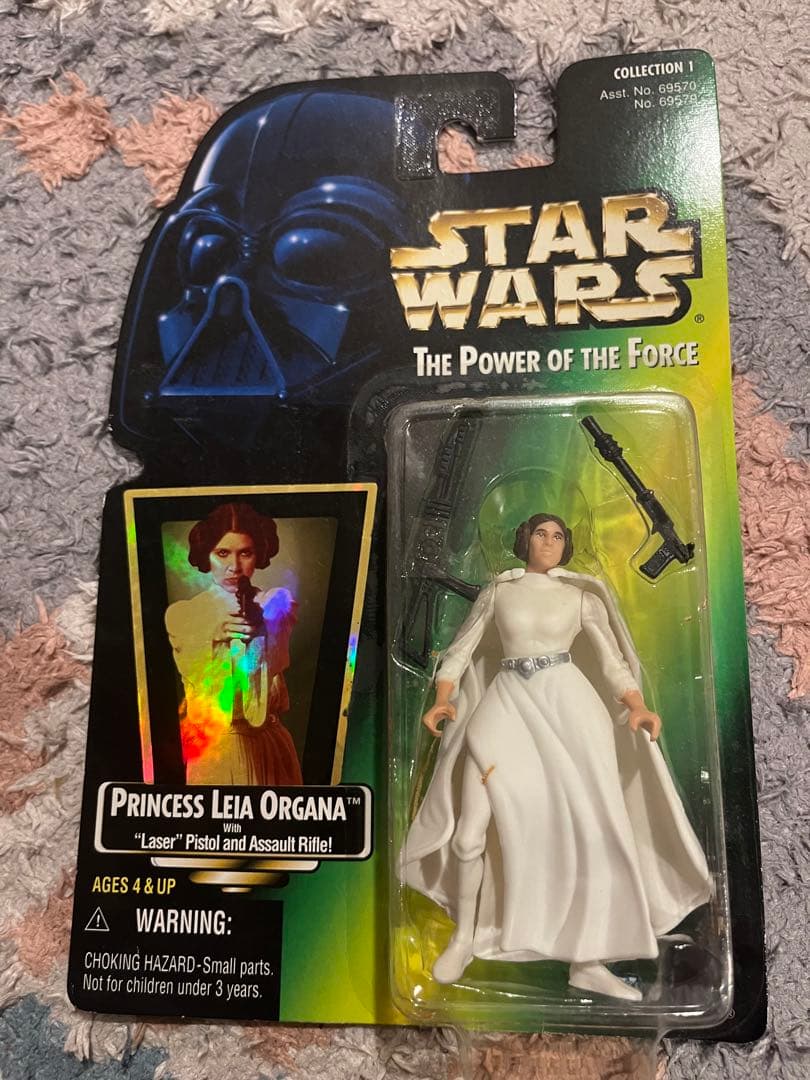 COLLECTION 1
Asst. No. 69570
No. 69579
STAR
WARS®
THE POWER OF THE FORCE
PRINCESS LEIA ORGANA™
With
"Laser" Pistol and Assault Rifle!
AGES 4 & UP
WARNING:
CHOKING HAZARD-Small parts.
Not for children under 3 years.